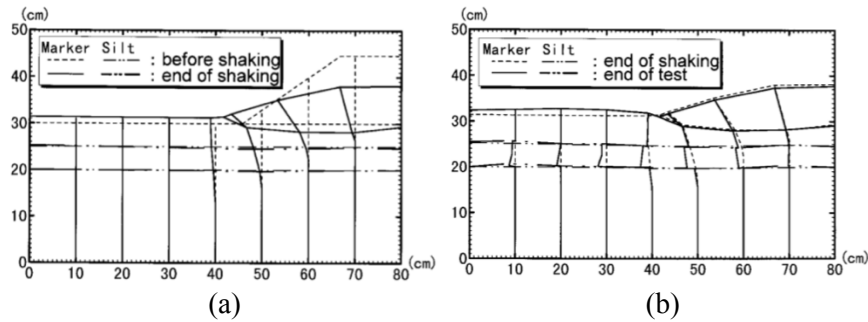 (cm)
50
40
30
20
10
0
Marker Silt
: before shaking
: end of shaking
0 10 20 30 40 50 60 70 80
(cm)
(a)
(cm)
50
40
30
20
10
0
Marker Silt
: end of shaking
: end of test
0 10 20 30 40 50 60 70 80
(cm)
(b)